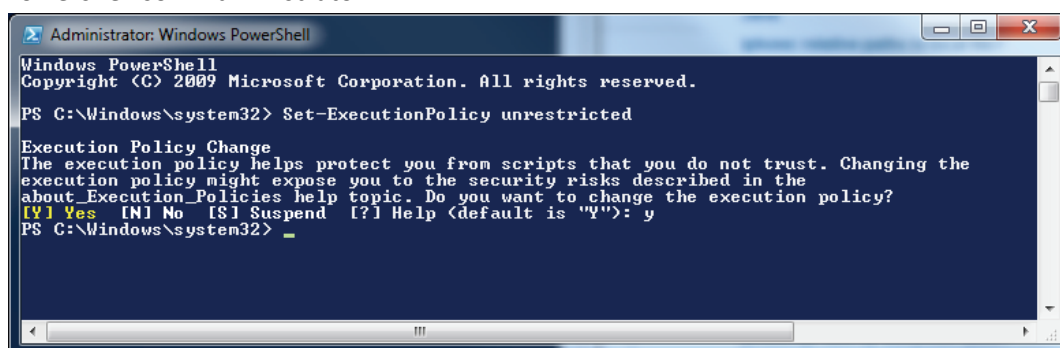 Administrator: Windows PowerShell
Windows PowerShell
Copyright (C) 2009 Microsoft Corporation. All rights reserved.
PS C:\Windows\system32> Set-ExecutionPolicy unrestricted
Execution Policy Change
The execution policy helps protect you from scripts that you do not trust. Changing the
execution policy might expose you to the security risks described in the
about_Execution_Policies help topic. Do you want to change the execution policy?
[Y] Yes  [N] No  [S] Suspend  [?] Help (default is "Y"): y
PS C:\Windows\system32> _